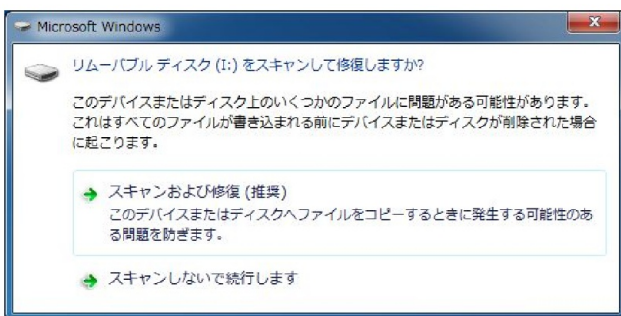 Microsoft Windows
リムーバブル ディスク (I:) をスキャンして修復しますか?
このデバイスまたはディスク上のいくつかのファイルに問題がある可能性があります。
これはすべてのファイルが書き込まれる前にデバイスまたはディスクが削除された場合
に起こります。
スキャンおよび修復 (推奨)
このデバイスまたはディスクへファイルをコピーするときに発生する可能性のあ
る問題を防ぎます。
スキャンしないで続行します